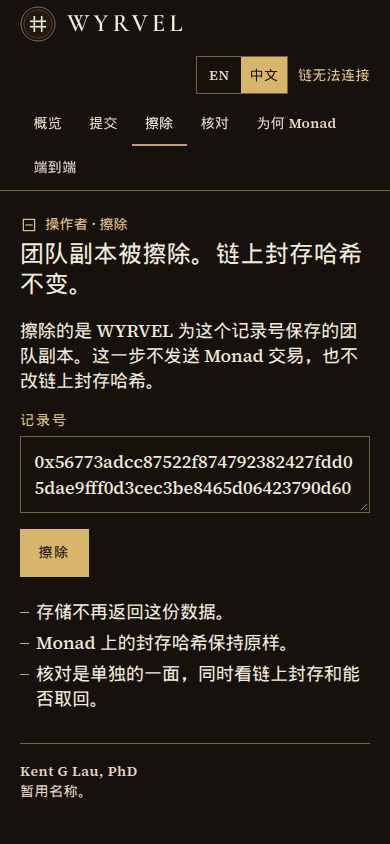 WYRVEL
EN 中文 链无法连接
概览 提交 擦除 核对 为何 Monad
端到端
操作者 · 擦除
团队副本被擦除。链上封存哈希
不变。
擦除的是 WYRVEL 为这个记录号保存的团
队副本。这一步不发送 Monad 交易，也不
改链上封存哈希。
记录号
0x56773adcc87522f874792382427fdd0
5dae9fff0d3cec3be8465d06423790d60
擦除
– 存储不再返回这份数据。
– Monad 上的封存哈希保持原样。
– 核对是单独的一面，同时看链上封存和能
否取回。
Kent G Lau, PhD
暂用名称。